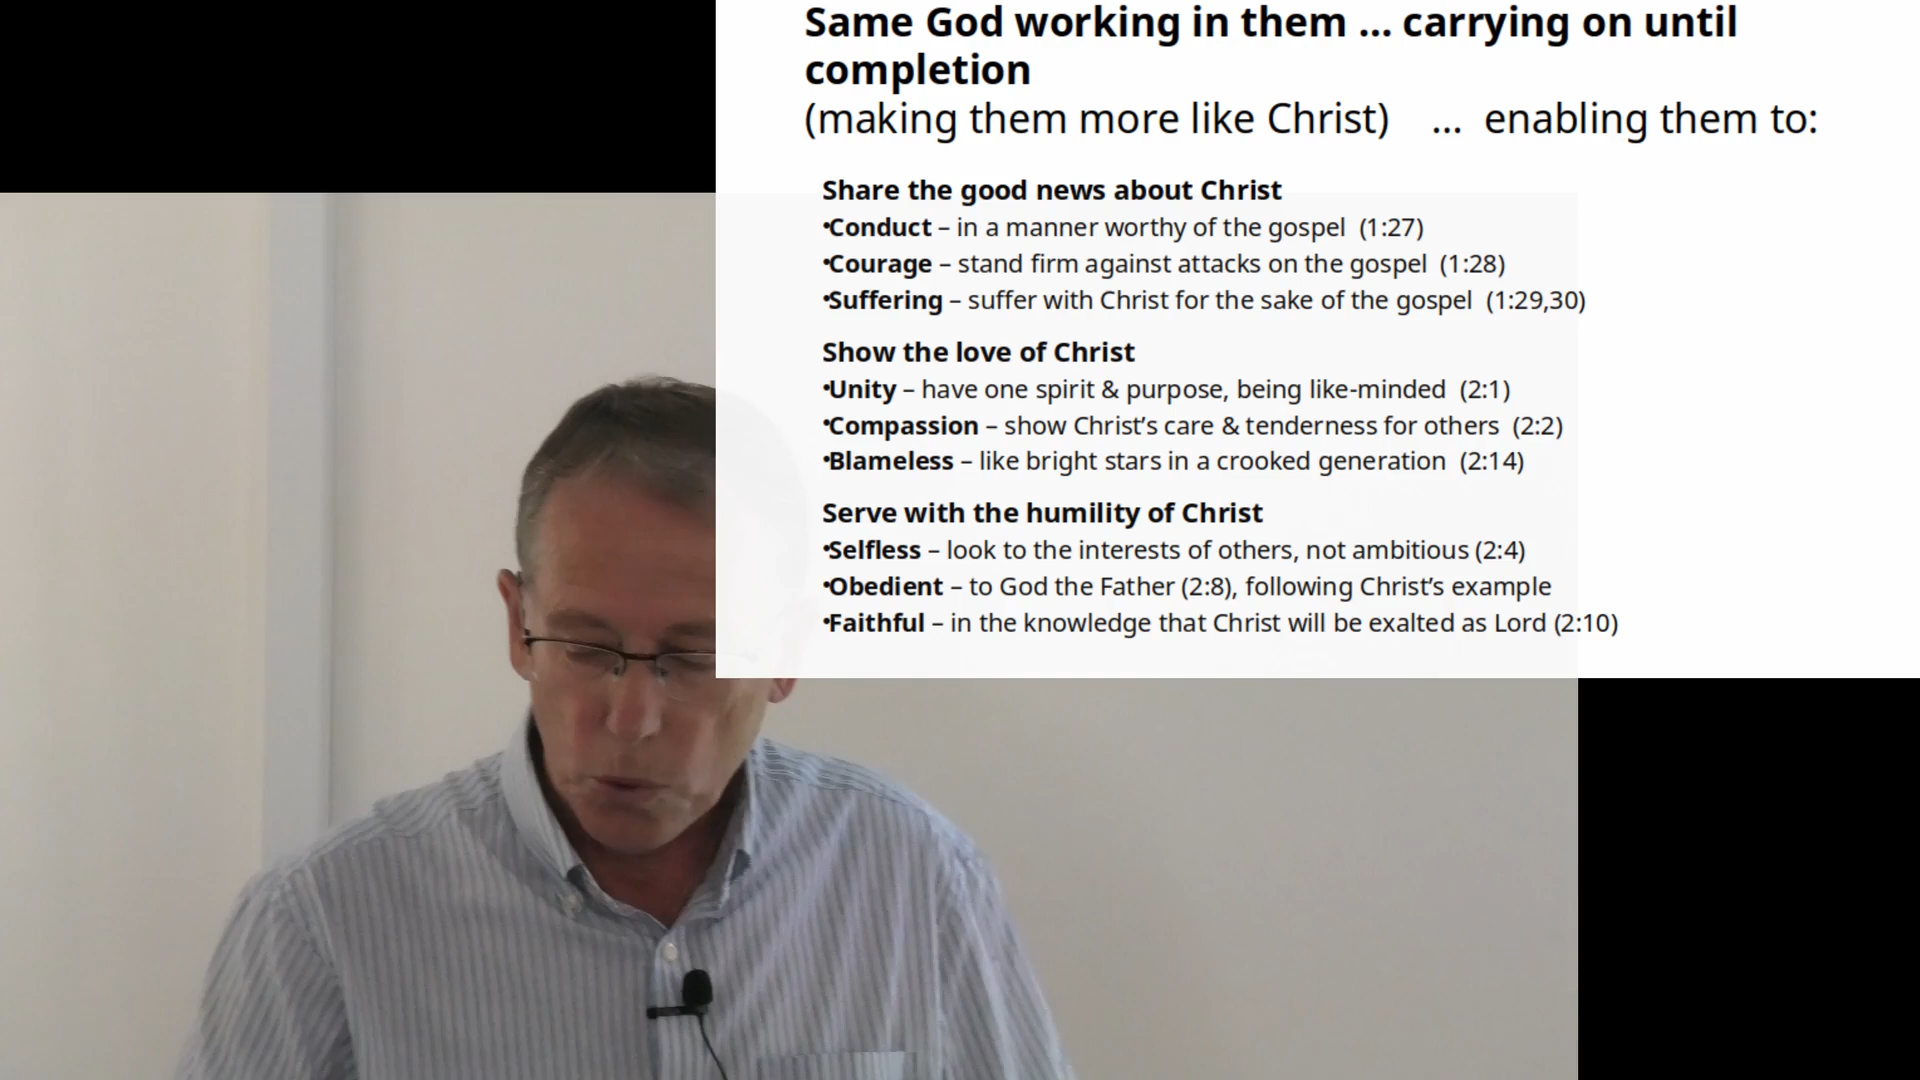 Same God working in them ... carrying on until
completion
(making them more like Christ) ... enabling them to:
Share the good news about Christ
•Conduct – in a manner worthy of the gospel (1:27)
•Courage – stand firm against attacks on the gospel (1:28)
•Suffering – suffer with Christ for the sake of the gospel (1:29,30)
Show the love of Christ
•Unity – have one spirit & purpose, being like-minded (2:1)
•Compassion – show Christ’s care & tenderness for others (2:2)
•Blameless – like bright stars in a crooked generation (2:14)
Serve with the humility of Christ
•Selfless – look to the interests of others, not ambitious (2:4)
•Obedient – to God the Father (2:8), following Christ’s example
•Faithful – in the knowledge that Christ will be exalted as Lord (2:10)